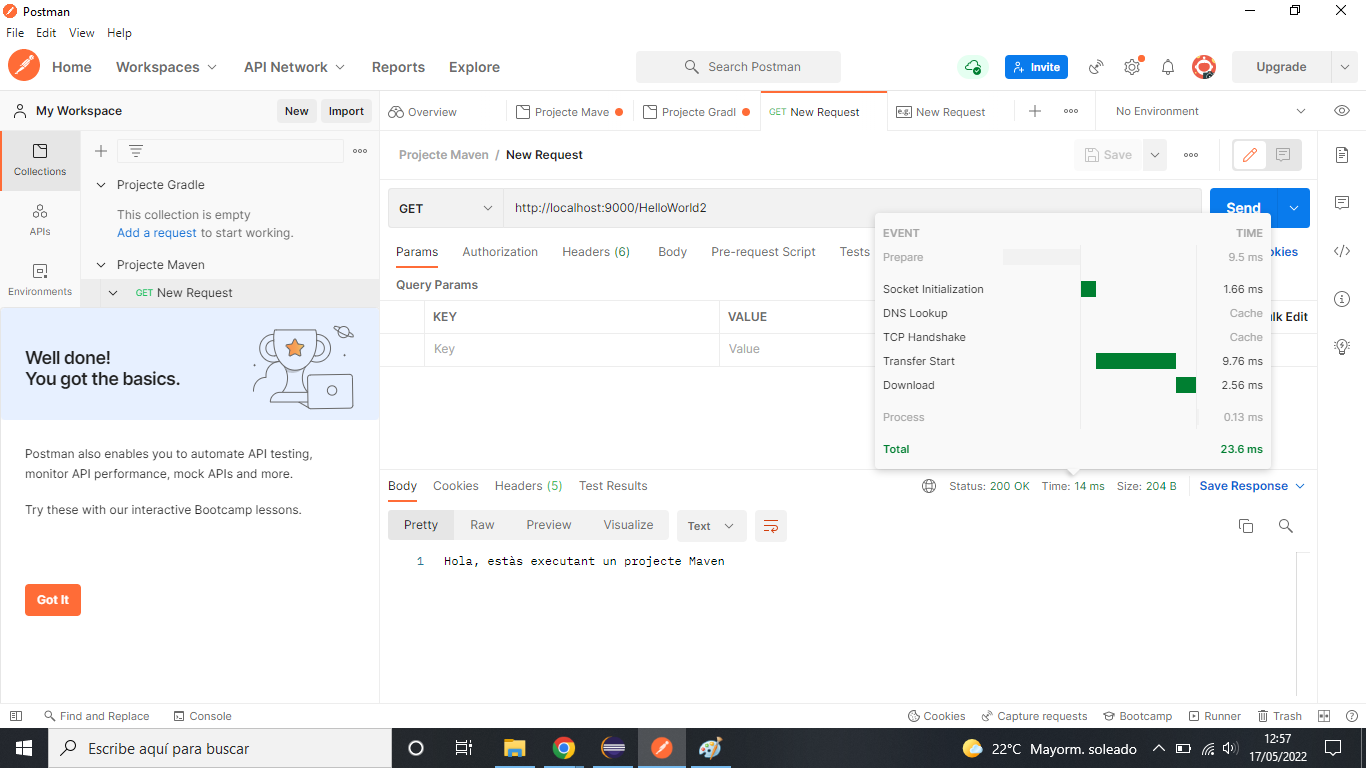 Postman
File Edit View Help
Home Workspaces API Network Reports Explore Search Postman Invite Upgrade
My Workspace New Import Overview Projecte Mave Projecte Gradl GET New Request e.g. New Request No Environment
Collections
APIs
Environments
Projecte Gradle
This collection is empty
Add a request to start working.
Projecte Maven
GET New Request
Well done!
You got the basics.
Postman also enables you to automate API testing,
monitor API performance, mock APIs and more.
Try these with our interactive Bootcamp lessons.
Got It
Projecte Maven / New Request Save
GET http://localhost:9000/HelloWorld2 Send
Params Authorization Headers (6) Body Pre-request Script Tests okies
Query Params
KEY VALUE lk Edit
Key Value
EVENT TIME
Prepare 9.5 ms
Socket Initialization 1.66 ms
DNS Lookup Cache
TCP Handshake Cache
Transfer Start 9.76 ms
Download 2.56 ms
Process 0.13 ms
Total 23.6 ms
Body Cookies Headers (5) Test Results Status: 200 OK Time: 14 ms Size: 204 B Save Response
Pretty Raw Preview Visualize Text
1 Hola, estàs executant un projecte Maven
Find and Replace Console Cookies Capture requests Bootcamp Runner Trash
Escribe aquí para buscar 22°C Mayorm. soleado 12:57
17/05/2022